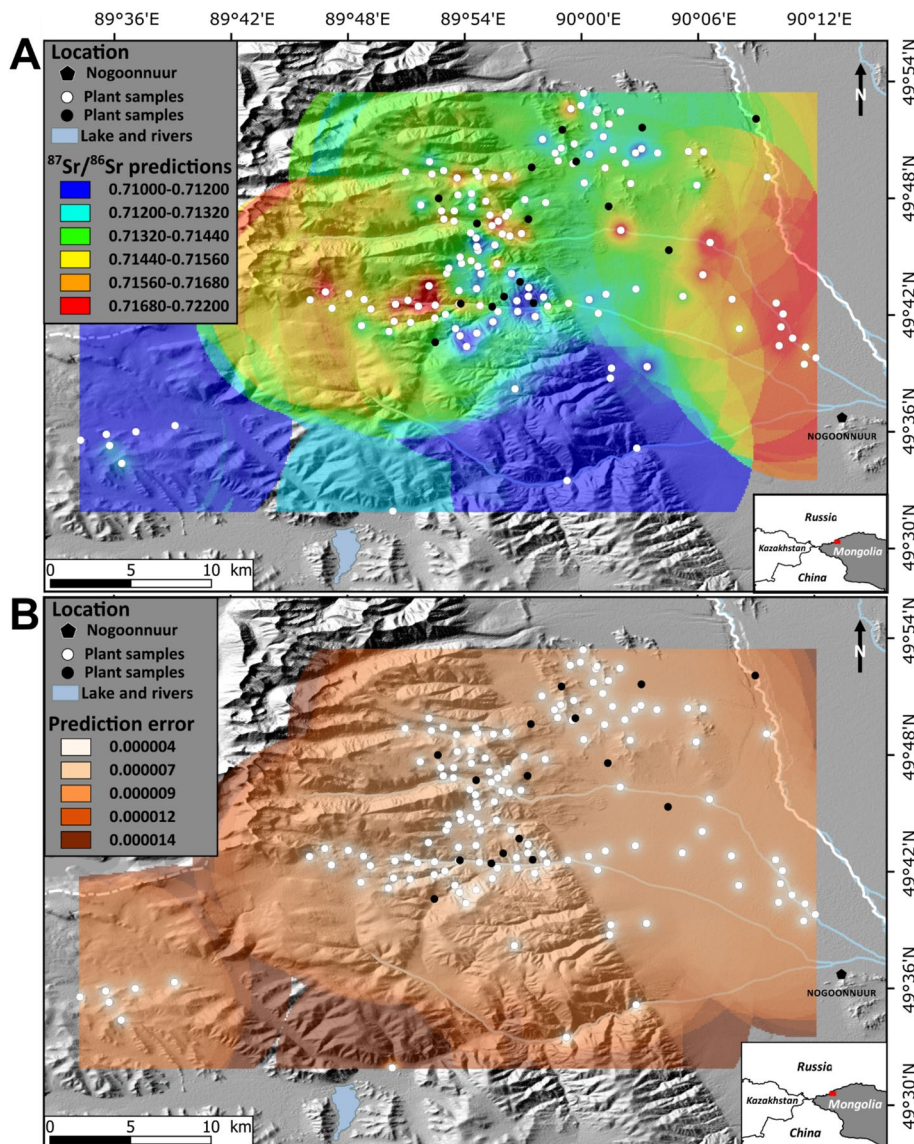 89°36'E 89°42'E 89°48'E 89°54'E 90°00'E 90°06'E 90°12'E
A
Location
Nogoonnuur
Plant samples
Plant samples
Lake and rivers
⁸⁷Sr/⁸⁶Sr predictions
0.71000-0.71200
0.71200-0.71320
0.71320-0.71440
0.71440-0.71560
0.71560-0.71680
0.71680-0.72200
N
49°54'N
49°48'N
49°42'N
49°36'N
49°30'N
NOGOONNUUR
0 5 10 km
Russia
Kazakhstan
Mongolia
China
B
Location
Nogoonnuur
Plant samples
Plant samples
Lake and rivers
Prediction error
0.000004
0.000007
0.000009
0.000012
0.000014
N
49°54'N
49°48'N
49°42'N
49°36'N
49°30'N
NOGOONNUUR
0 5 10 km
Russia
Kazakhstan
Mongolia
China